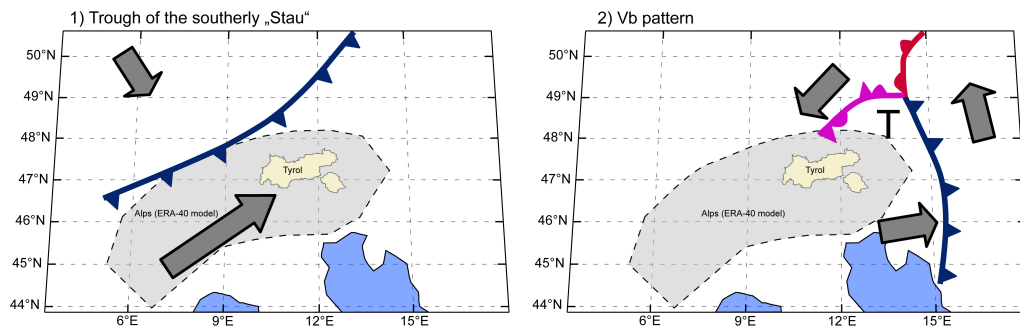 1) Trough of the southerly „Stau“
50°N
49°N
48°N
47°N
46°N
45°N
44°N
6°E
9°E
12°E
15°E
Tyrol
Alps (ERA-40 model)
2) Vb pattern
50°N
49°N
48°N
47°N
46°N
45°N
44°N
6°E
9°E
12°E
15°E
T
Tyrol
Alps (ERA-40 model)